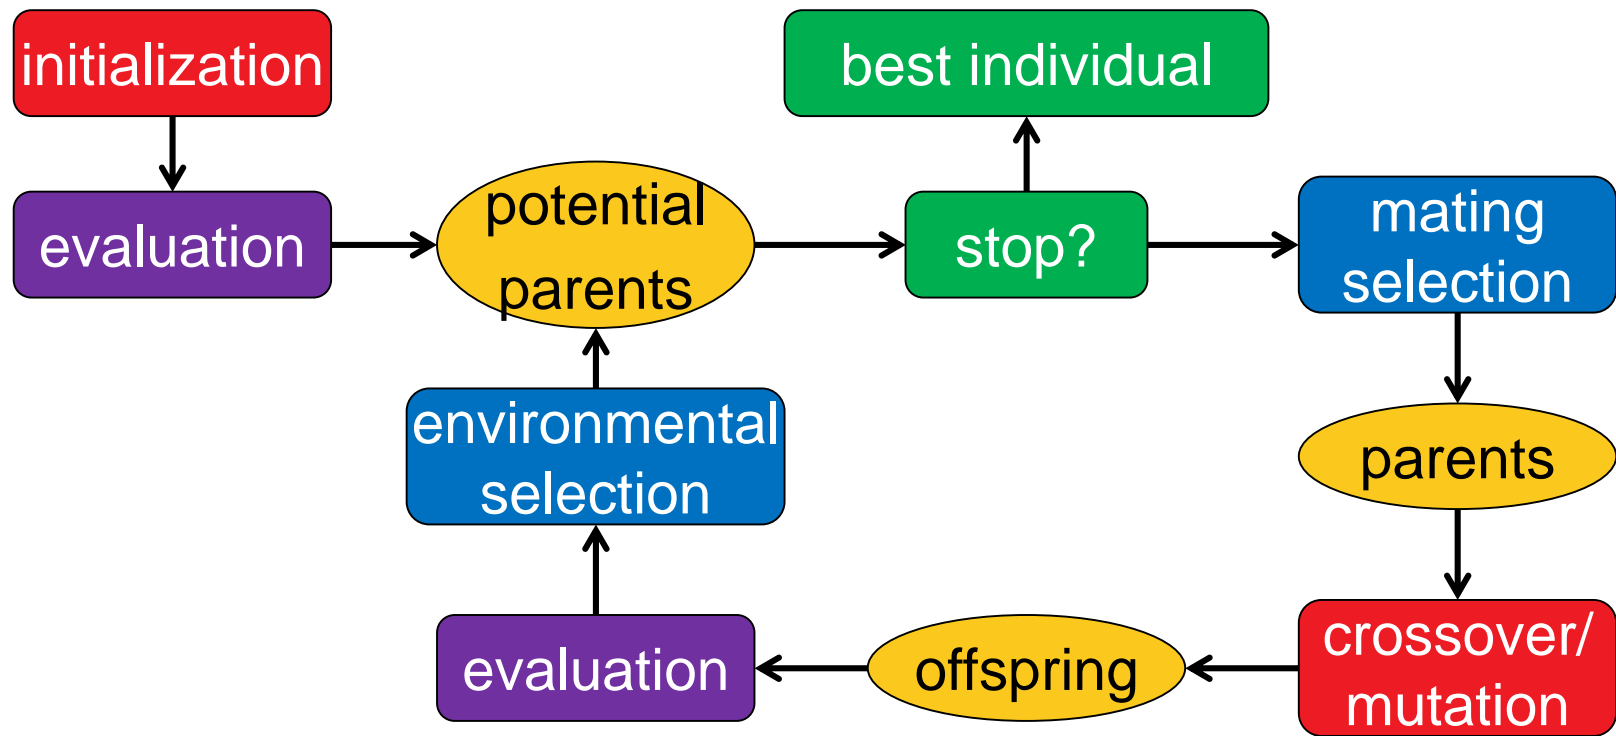 initialization
best individual
evaluation
potential
parents
stop?
mating
selection
environmental
selection
parents
evaluation
offspring
crossover/
mutation